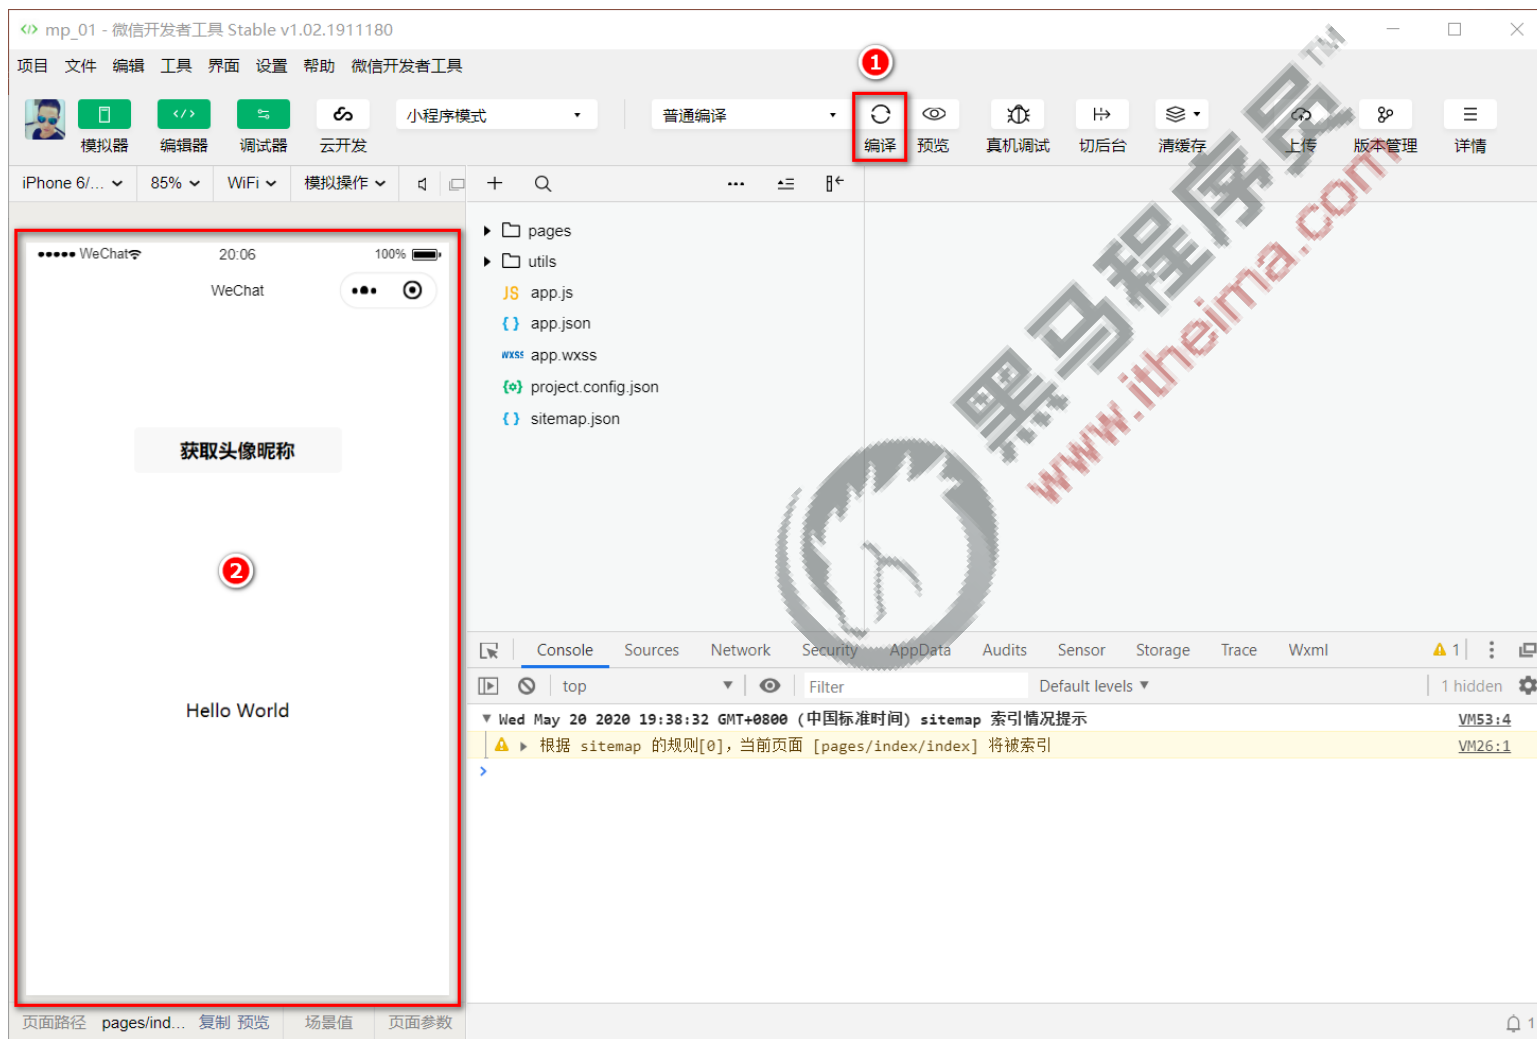 mp_01 - 微信开发者工具 Stable v1.02.1911180
项目 文件 编辑 工具 界面 设置 帮助 微信开发者工具
1
小程序模式 普通编译
模拟器 编辑器 调试器 云开发 编译 预览 真机调试 切后台 清缓存 上传 版本管理 详情
iPhone 6/... 85% WiFi 模拟操作
WeChat 20:06 100%
WeChat
获取头像昵称
2
Hello World
页面路径 pages/ind... 复制 预览 场景值 页面参数
pages
utils
JS app.js
{ } app.json
WXSS app.wxss
project.config.json
{ } sitemap.json
黑马程序员™
www.itheima.com
Console Sources Network Security AppData Audits Sensor Storage Trace Wxml 1
top Filter Default levels 1 hidden
Wed May 20 2020 19:38:32 GMT+0800 (中国标准时间) sitemap 索引情况提示 VM53:4
根据 sitemap 的规则[0]，当前页面 [pages/index/index] 将被索引 VM26:1
1